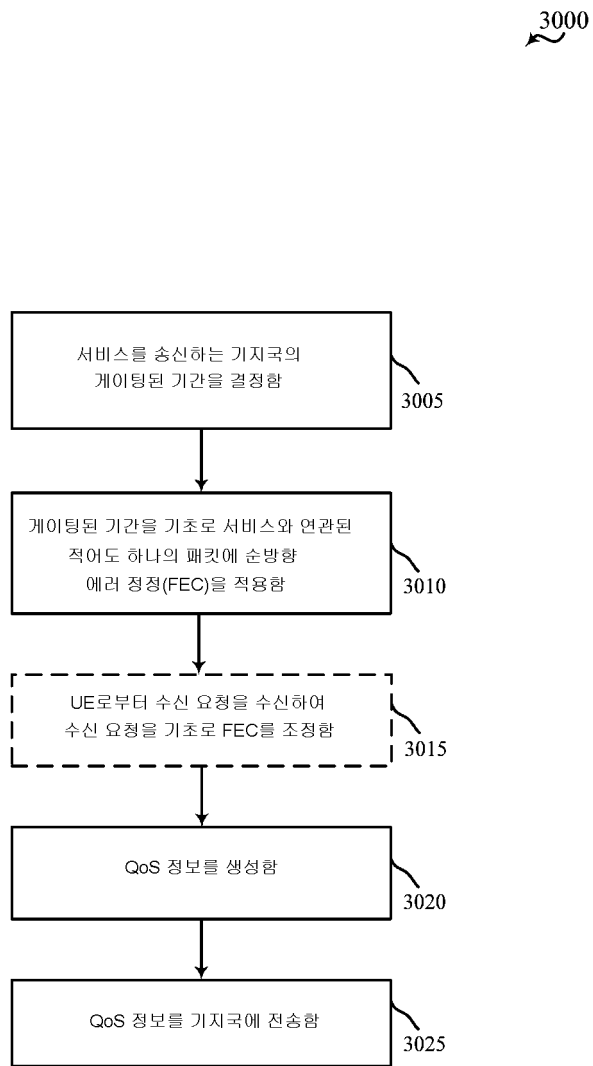 3000
서비스를 송신하는 기지국의
게이팅된 기간을 결정함
3005
게이팅된 기간을 기초로 서비스와 연관된
적어도 하나의 패킷에 순방향
에러 정정(FEC)을 적용함
3010
UE로부터 수신 요청을 수신하여
수신 요청을 기초로 FEC를 조정함
3015
QoS 정보를 생성함
3020
QoS 정보를 기지국에 전송함
3025